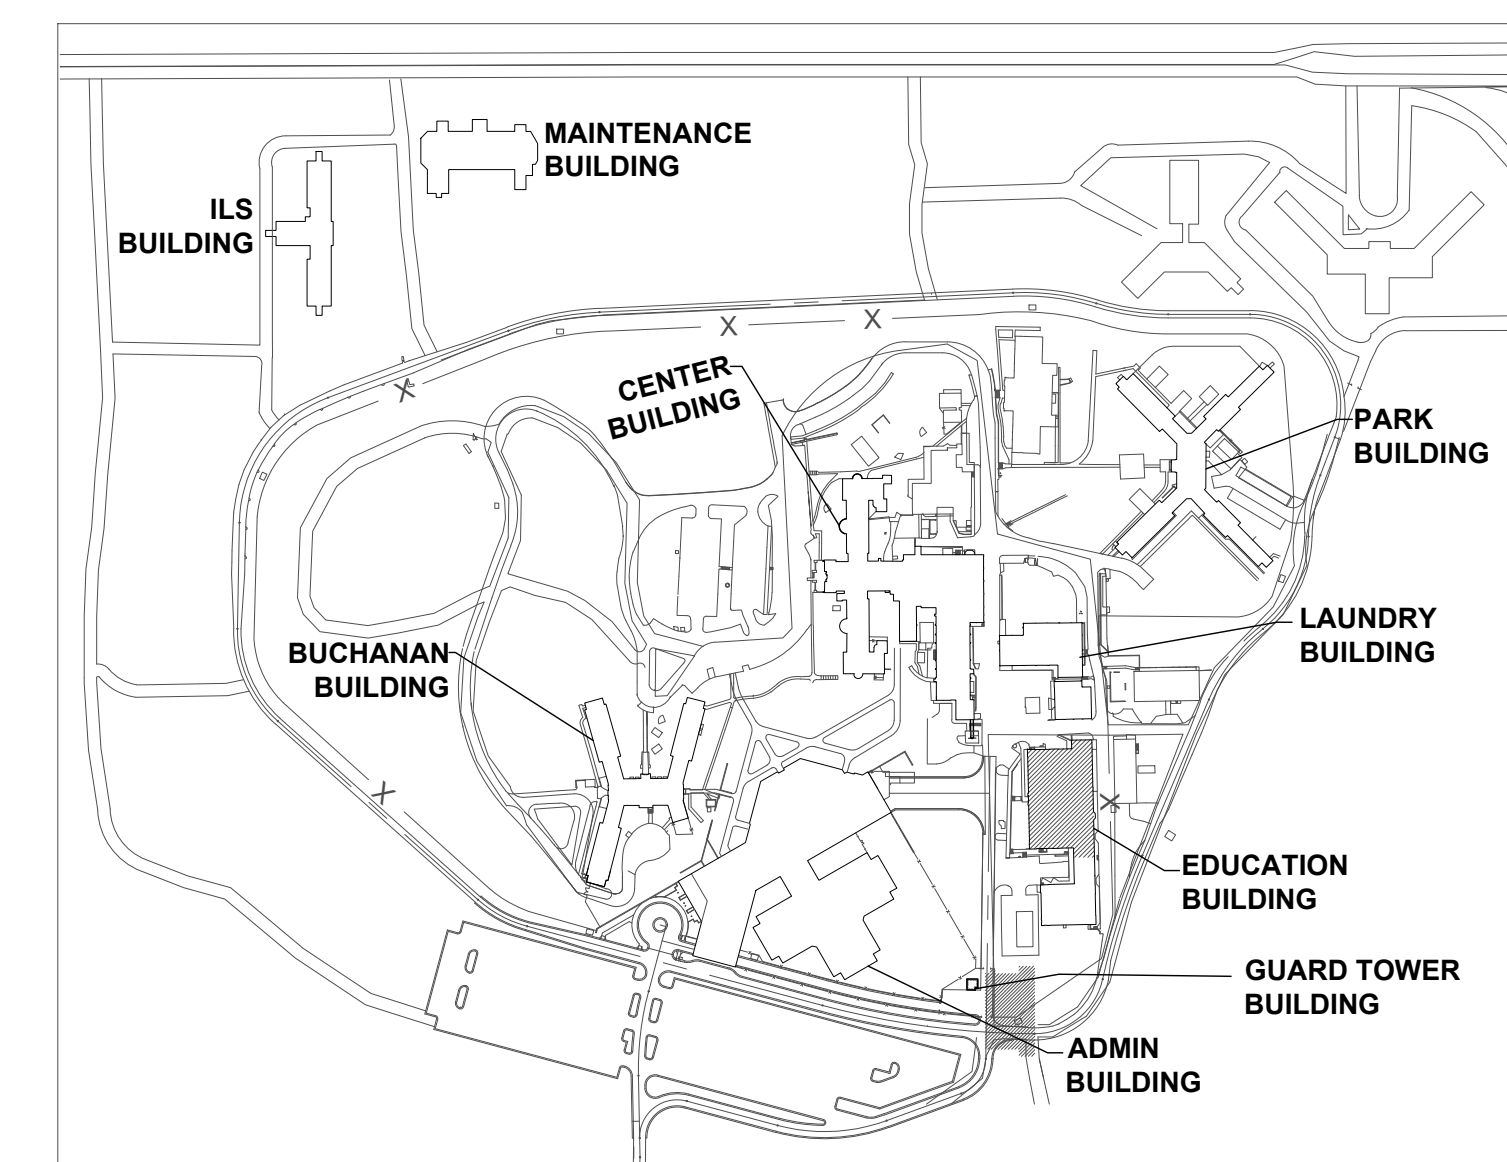 MAINTENANCE
BUILDING
ILS
BUILDING
X
X
X
CENTER
BUILDING
PARK
BUILDING
LAUNDRY
BUILDING
BUCHANAN
BUILDING
X
X
EDUCATION
BUILDING
GUARD TOWER
BUILDING
ADMIN
BUILDING